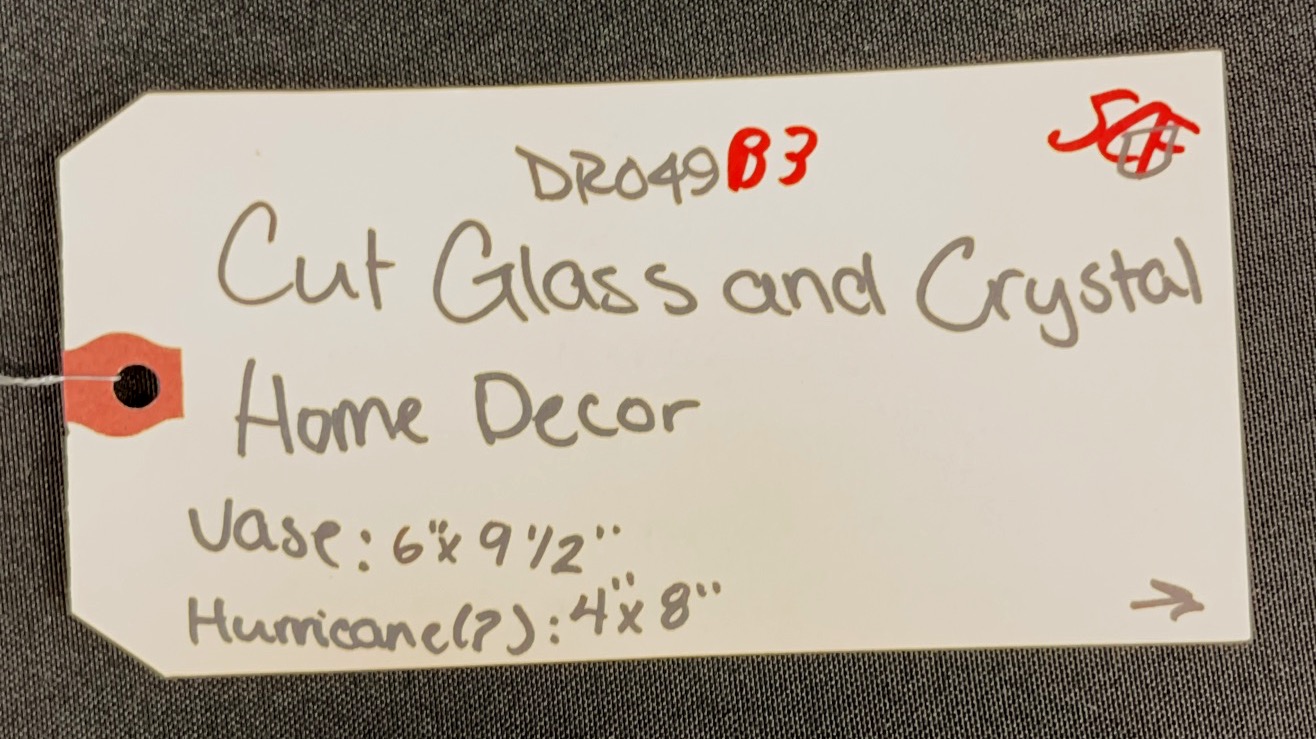 DR049B3
Cut Glass and Crystal
Home Decor
Vase: 6"x 9 1/2"
Hurricane(?): 4"x 8"
→